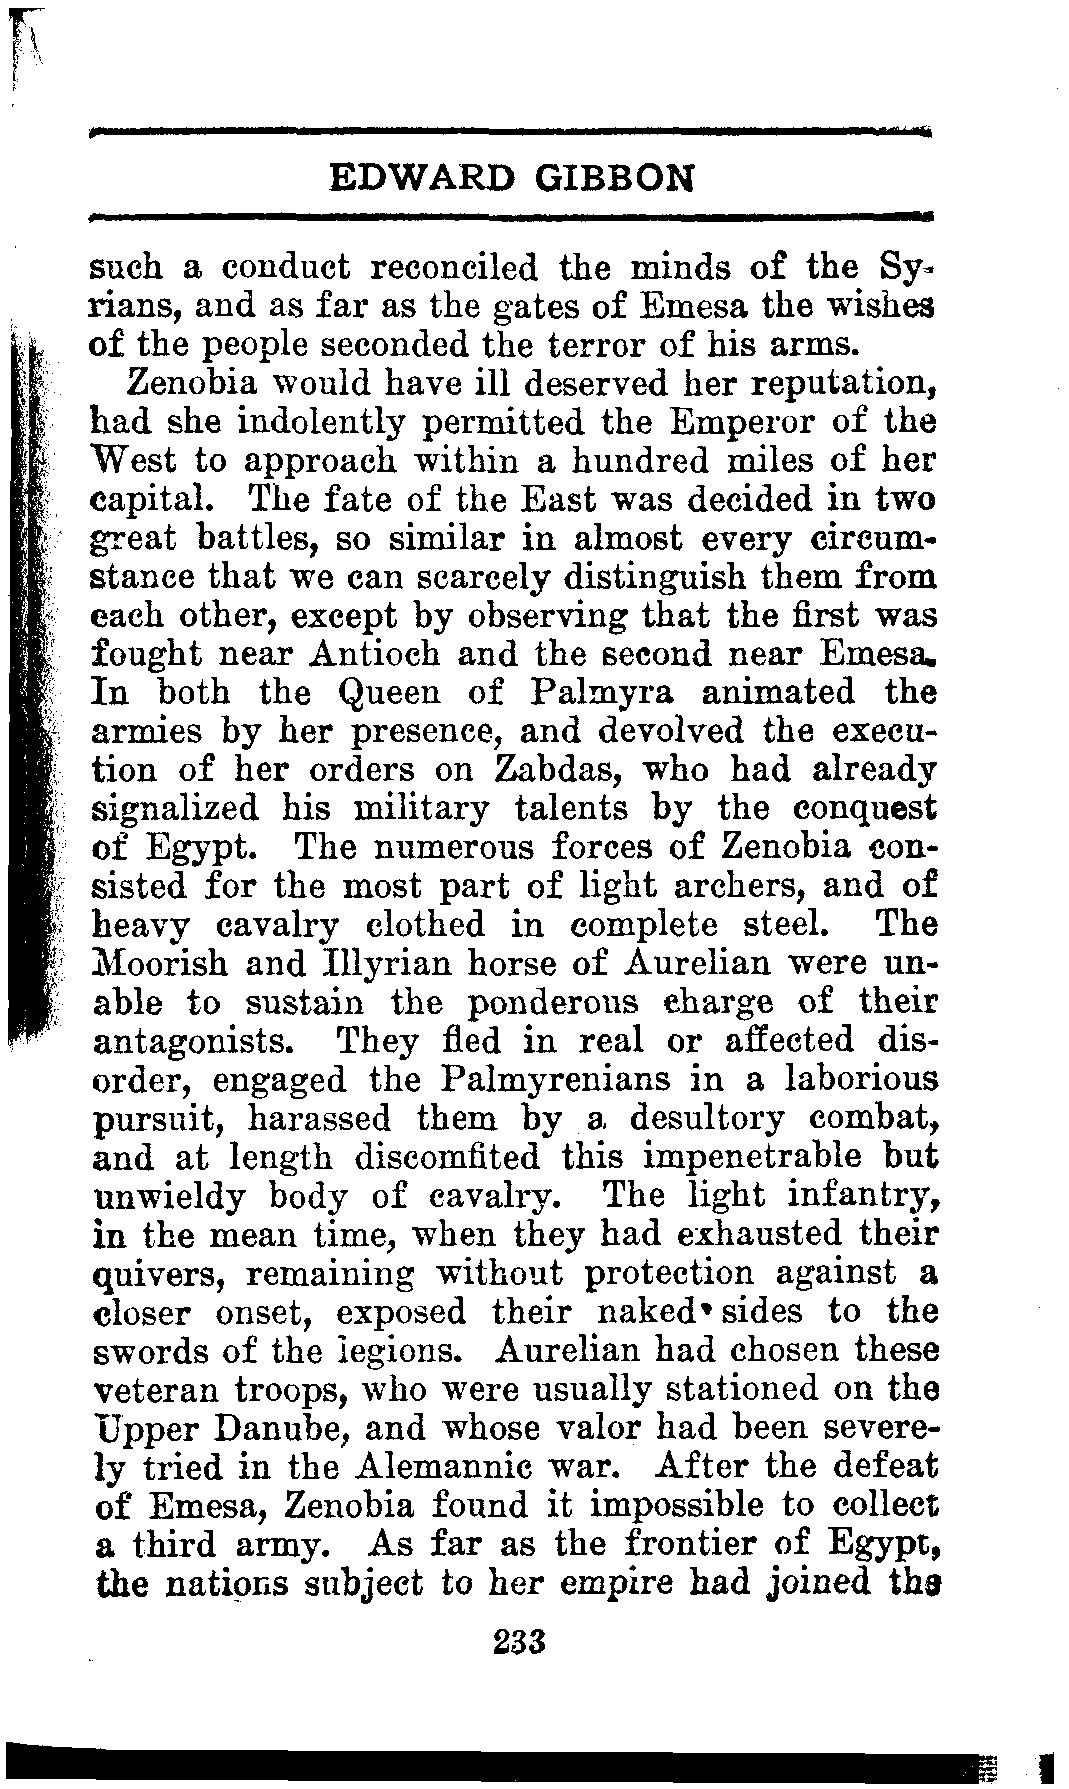 EDWARD GIBBON
such a conduct reconciled the minds of the Sy-
rians, and as far as the gates of Emesa the wishes
of the people seconded the terror of his arms.
Zenobia would have ill deserved her reputation,
had she indolently permitted the Emperor of the
West to approach within a hundred miles of her
capital. The fate of the East was decided in two
great battles, so similar in almost every circum-
stance that we can scarcely distinguish them from
each other, except by observing that the first was
fought near Antioch and the second near Emesa.
In both the Queen of Palmyra animated the
armies by her presence, and devolved the execu-
tion of her orders on Zabdas, who had already
signalized his military talents by the conquest
of Egypt. The numerous forces of Zenobia con-
sisted for the most part of light archers, and of
heavy cavalry clothed in complete steel. The
Moorish and Illyrian horse of Aurelian were un-
able to sustain the ponderous charge of their
antagonists. They fled in real or affected dis-
order, engaged the Palmyrenians in a laborious
pursuit, harassed them by a desultory combat,
and at length discomfited this impenetrable but
unwieldy body of cavalry. The light infantry,
in the mean time, when they had exhausted their
quivers, remaining without protection against a
closer onset, exposed their naked sides to the
swords of the legions. Aurelian had chosen these
veteran troops, who were usually stationed on the
Upper Danube, and whose valor had been severe-
ly tried in the Alemannic war. After the defeat
of Emesa, Zenobia found it impossible to collect
a third army. As far as the frontier of Egypt,
the nations subject to her empire had joined the
233